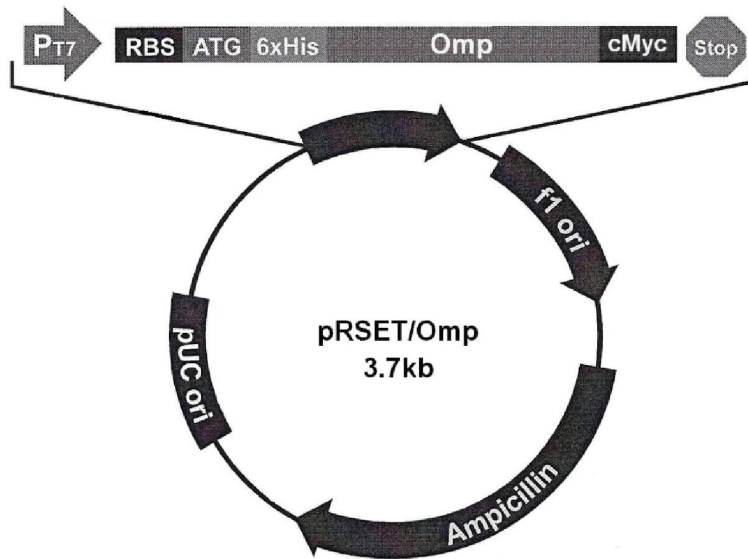 PT7 RBS ATG 6xHis Omp cMyc Stop
f1 ori
pRSET/Omp
3.7kb
pUC ori
Ampicillin